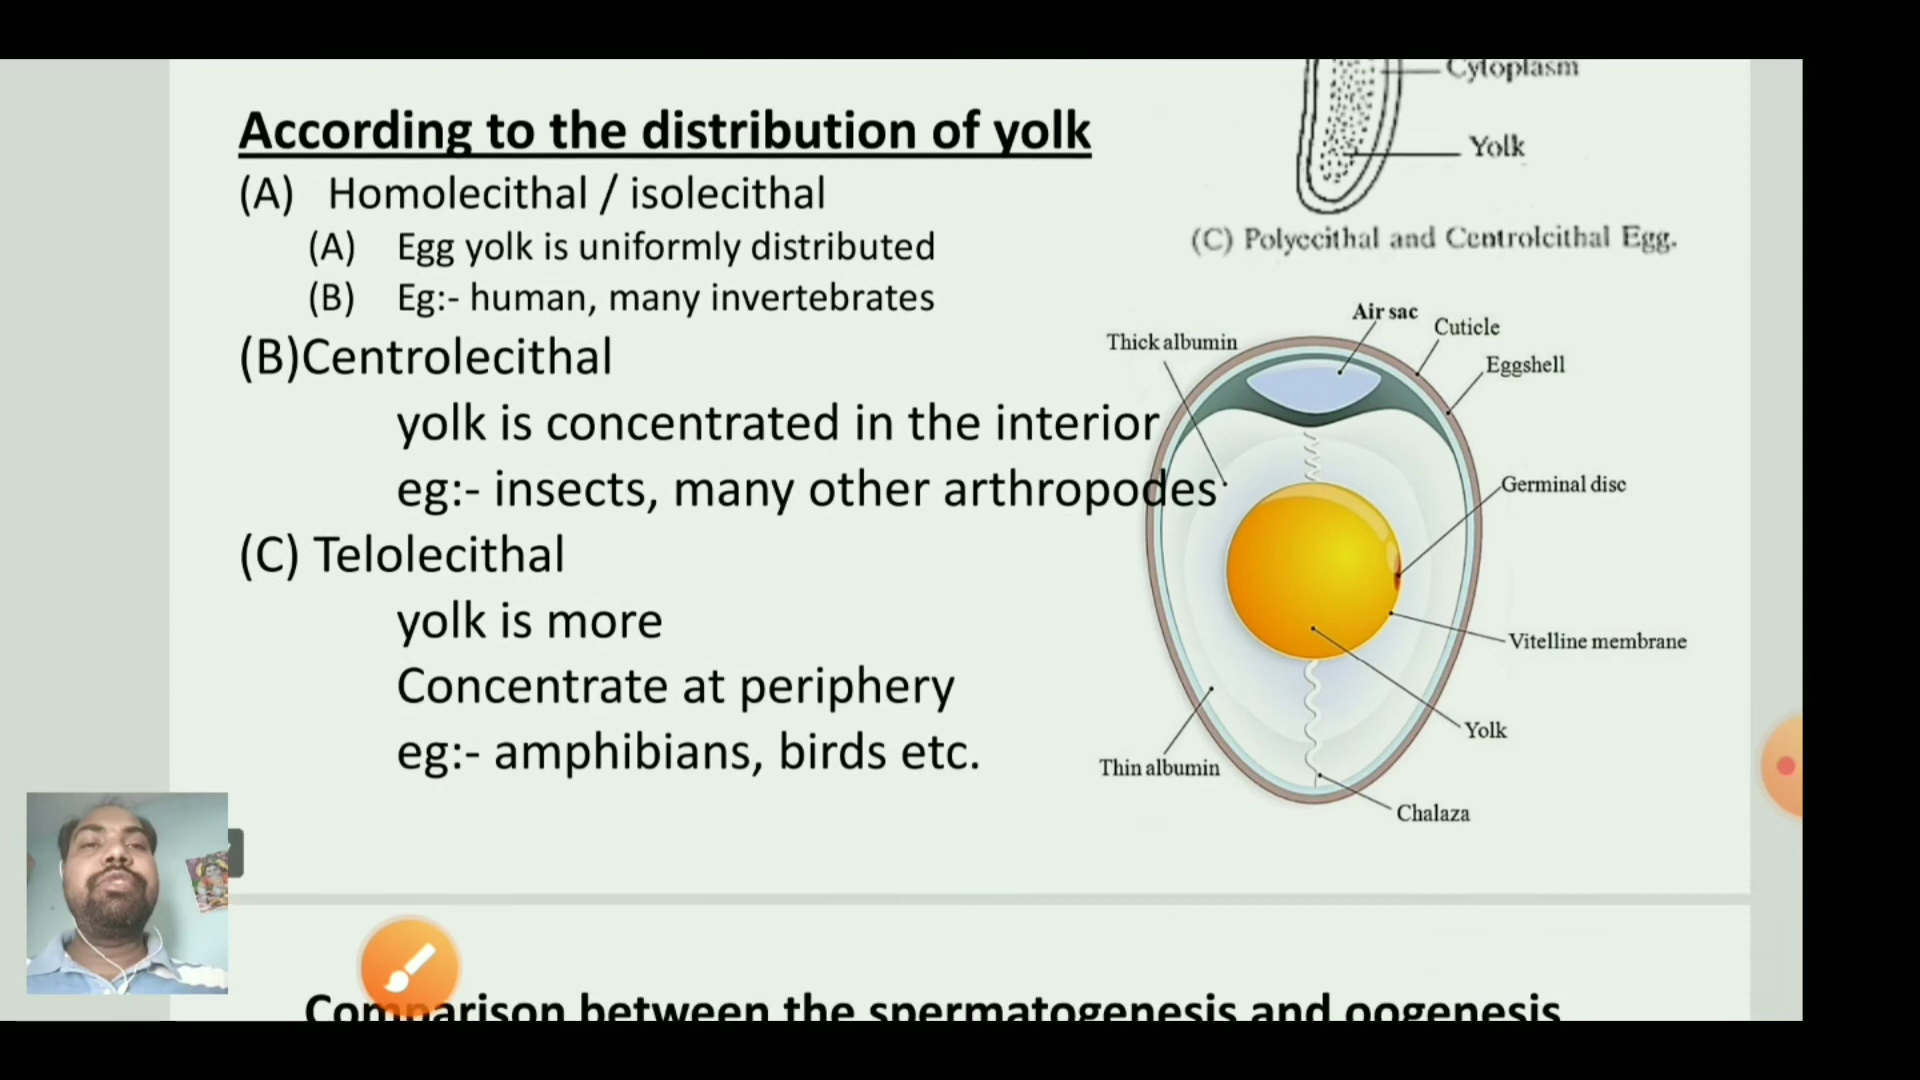 Cytoplasm
According to the distribution of yolk
Yolk
(A) Homolecithal / isolecithal
(A) Egg yolk is uniformly distributed
(C) Polyecithal and Centrolcithal Egg.
(B) Eg:- human, many invertebrates
Air sac
Cuticle
Thick albumin
(B)Centrolecithal
Eggshell
yolk is concentrated in the interior
eg:- insects, many other arthropodes
Germinal disc
(C) Telolecithal
yolk is more
Vitelline membrane
Concentrate at periphery
Yolk
eg:- amphibians, birds etc.
Thin albumin
Chalaza
Comparison between the spermatogenesis and oogenesis